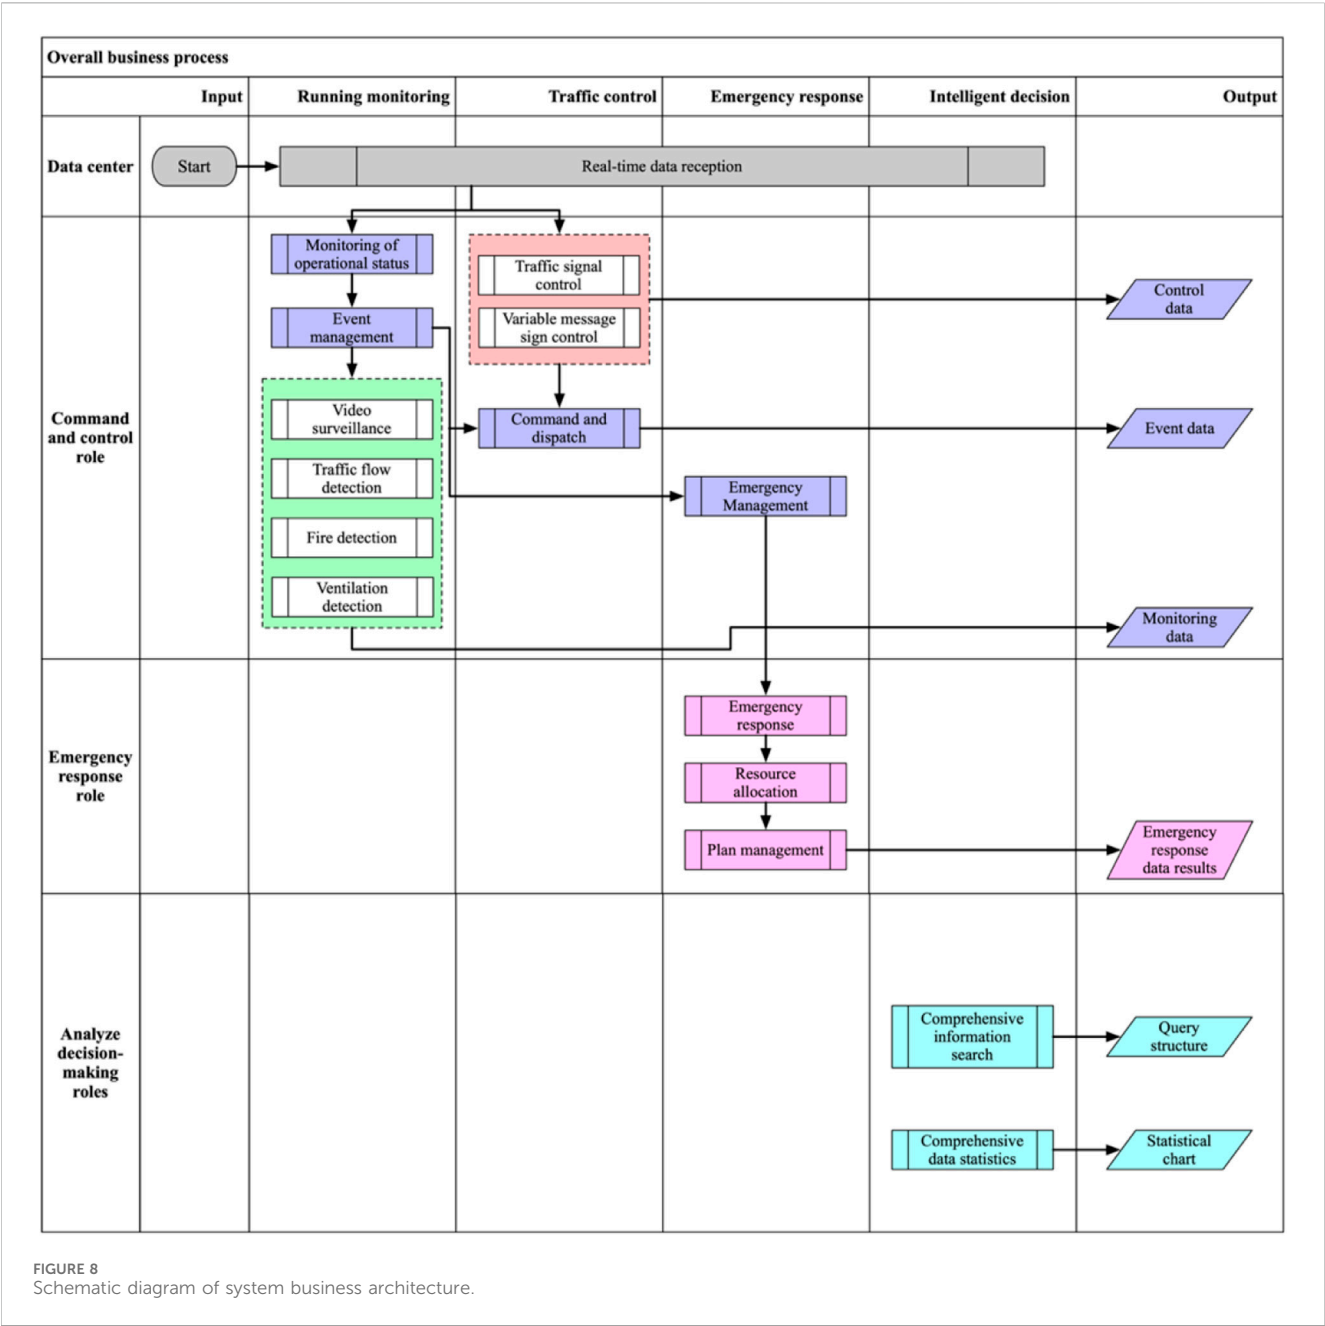 Overall business process
Input
Running monitoring
Traffic control
Emergency response
Intelligent decision
Output
Data center
Start
Real-time data reception
Command
and control
role
Monitoring of
operational status
Event
management
Video
surveillance
Traffic flow
detection
Fire detection
Ventilation
detection
Traffic signal
control
Variable message
sign control
Command and
dispatch
Emergency
Management
Control
data
Event data
Monitoring
data
Emergency
response
role
Emergency
response
Resource
allocation
Plan management
Emergency
response
data results
Analyze
decision-
making
roles
Comprehensive
information
search
Query
structure
Comprehensive
data statistics
Statistical
chart
FIGURE 8
Schematic diagram of system business architecture.